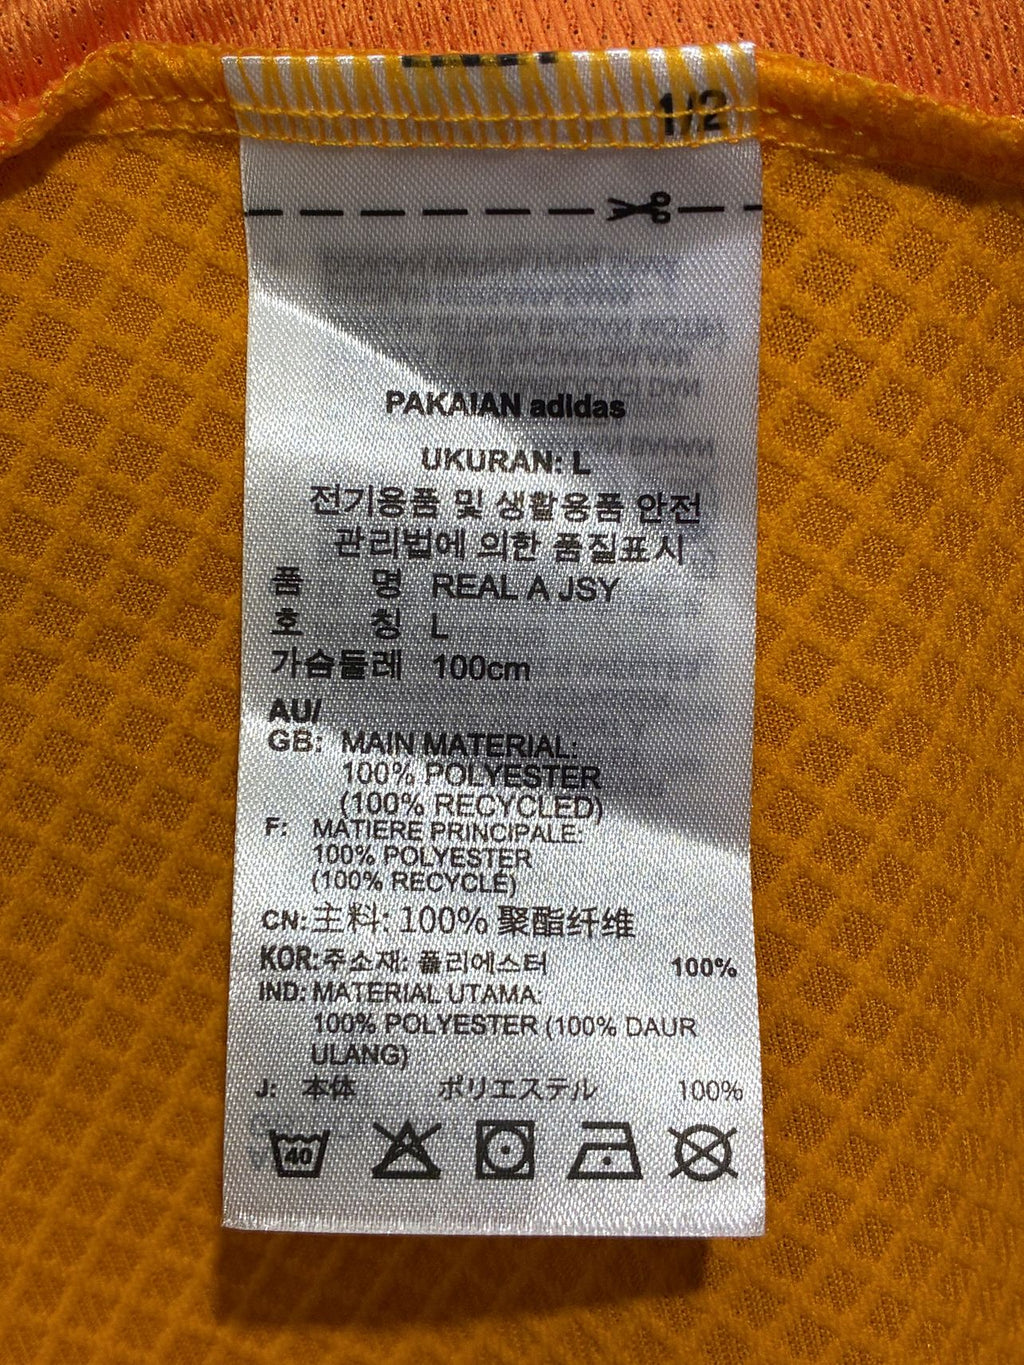 1/2
PAKAIAN adidas
UKURAN: L
전기용품 및 생활용품 안전
관리법에 의한 품질표시
품 명 REAL A JSY
호 칭 L
가슴둘레 100cm
AU/
GB: MAIN MATERIAL:
100% POLYESTER
(100% RECYCLED)
F: MATIERE PRINCIPALE:
100% POLYESTER
(100% RECYCLÉ)
CN: 主料: 100% 聚酯纤维
KOR: 주소재: 폴리에스터 100%
IND: MATERIAL UTAMA:
100% POLYESTER (100% DAUR
ULANG)
J: 本体 ポリエステル 100%
40